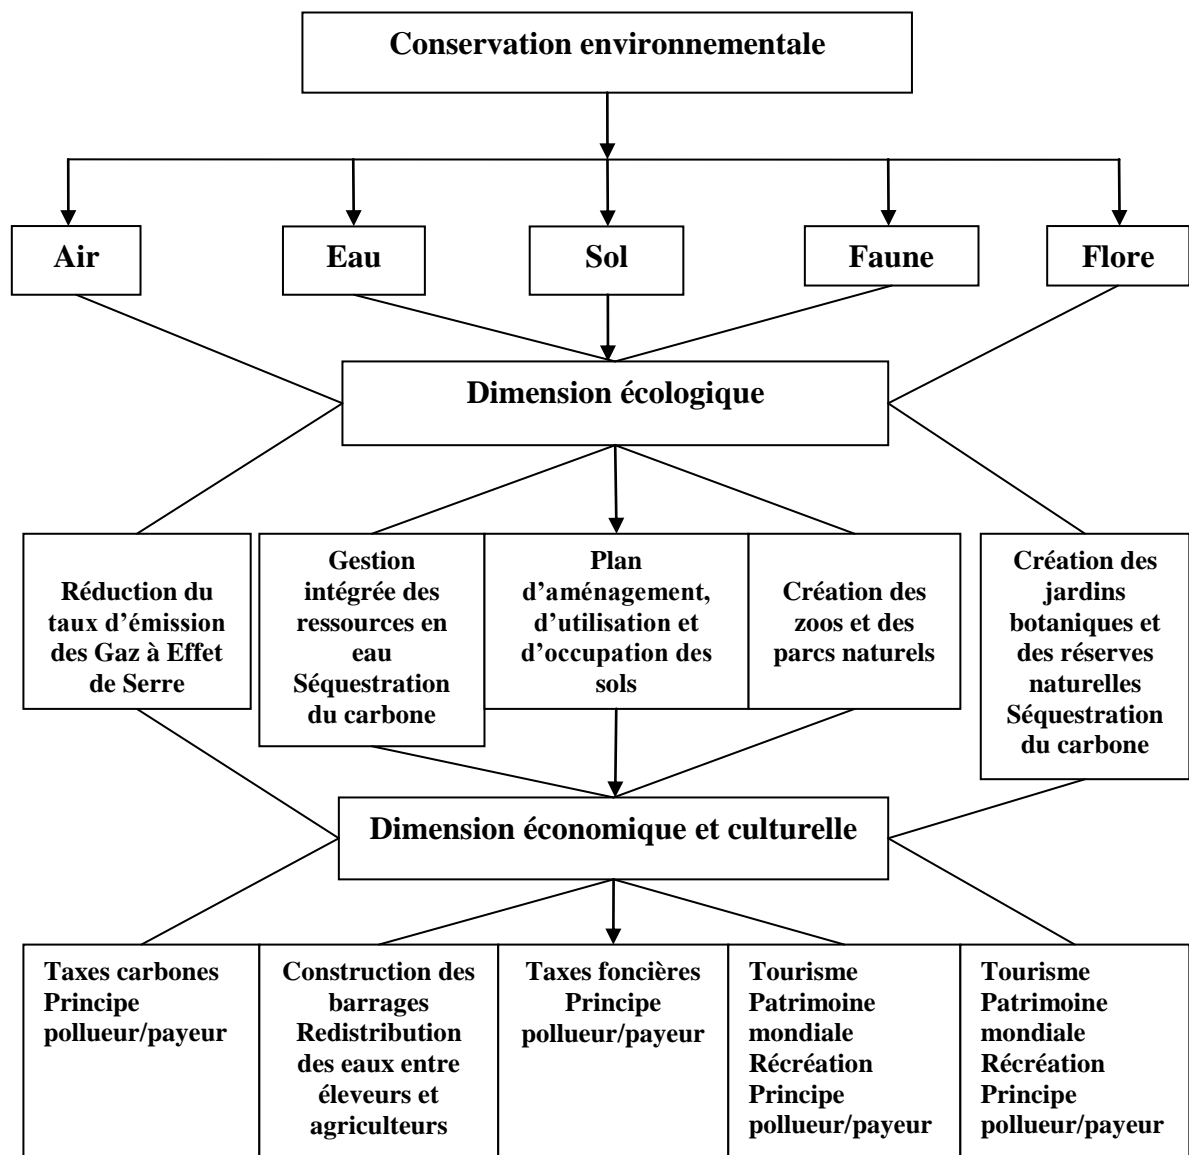 Conservation environnementale
Air
Eau
Sol
Faune
Flore
Dimension écologique
Réduction du
taux d'émission
des Gaz à Effet
de Serre
Gestion
intégrée des
ressources en
eau
Séquestration
du carbone
Plan
d'aménagement,
d'utilisation et
d'occupation des
sols
Création des
zoos et des
parcs naturels
Création des
jardins
botaniques et
des réserves
naturelles
Séquestration
du carbone
Dimension économique et culturelle
Taxes carbones
Principe
pollueur/payeur
Construction des
barrages
Redistribution
des eaux entre
éleveurs et
agriculteurs
Taxes foncières
Principe
pollueur/payeur
Tourisme
Patrimoine
mondiale
Récréation
Principe
pollueur/payeur
Tourisme
Patrimoine
mondiale
Récréation
Principe
pollueur/payeur